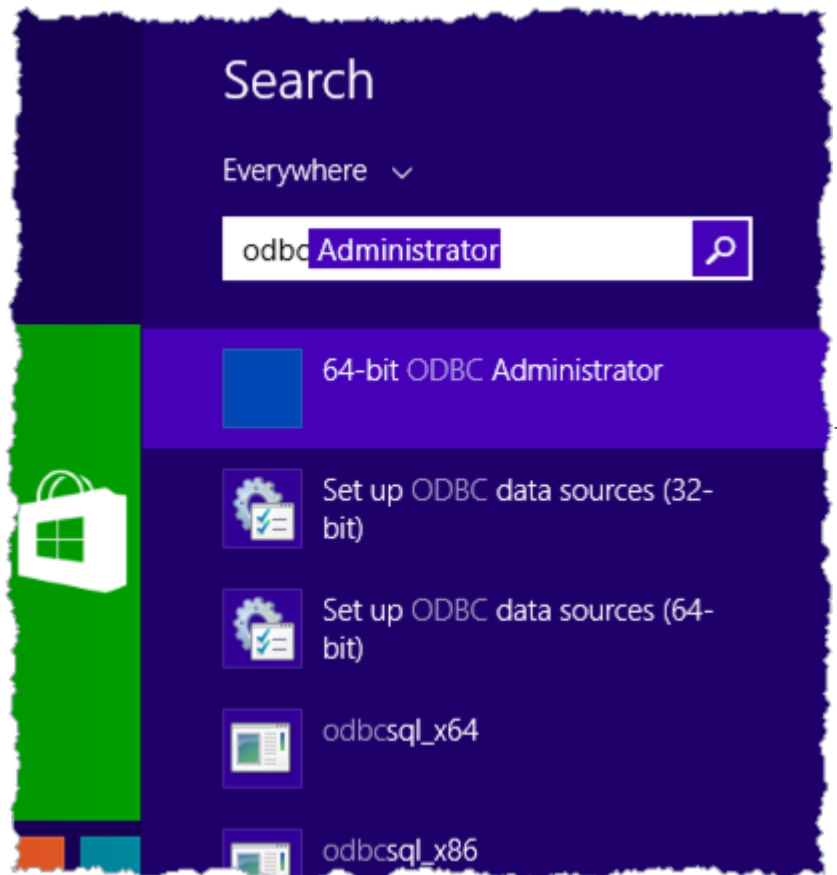 Search
Everywhere
odbc Administrator
64-bit ODBC Administrator
Set up ODBC data sources (32-
bit)
Set up ODBC data sources (64-
bit)
odbcsql_x64
odbcsql_x86